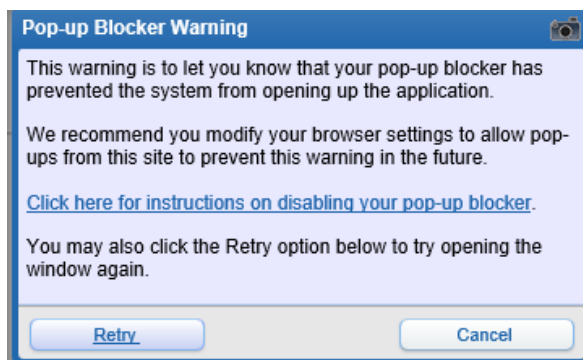 Pop-up Blocker Warning
This warning is to let you know that your pop-up blocker has
prevented the system from opening up the application.
We recommend you modify your browser settings to allow pop-
ups from this site to prevent this warning in the future.
Click here for instructions on disabling your pop-up blocker.
You may also click the Retry option below to try opening the
window again.
Retry
Cancel